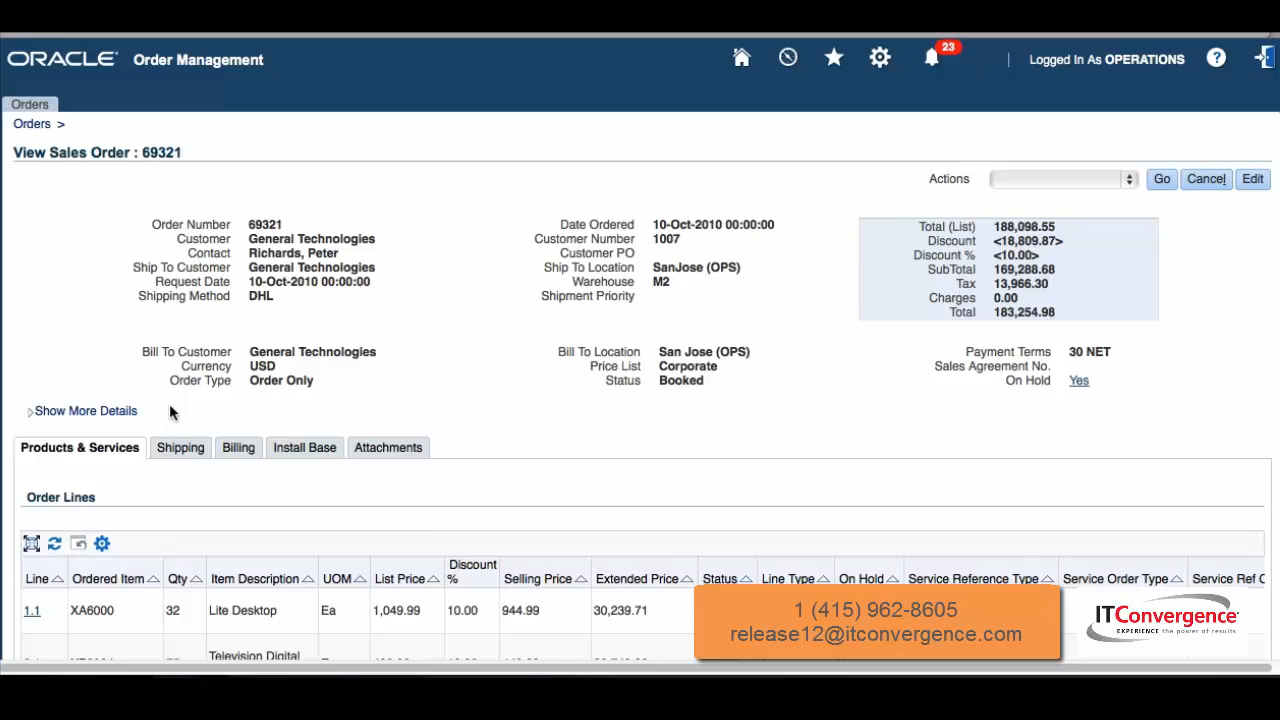 ORACLE Order Management 23 Logged In As OPERATIONS ?
Orders
Orders >
View Sales Order : 69321
Actions Go Cancel Edit
Order Number 69321 Date Ordered 10-Oct-2010 00:00:00 Total (List) 188,098.55
Customer General Technologies Customer Number 1007 Discount <18,809.87>
Contact Richards, Peter Customer PO Discount % <10.00>
Ship To Customer General Technologies Ship To Location SanJose (OPS) SubTotal 169,288.68
Request Date 10-Oct-2010 00:00:00 Warehouse M2 Tax 13,966.30
Shipping Method DHL Shipment Priority Charges 0.00
Total 183,254.98
Bill To Customer General Technologies Bill To Location San Jose (OPS) Payment Terms 30 NET
Currency USD Price List Corporate Sales Agreement No.
Order Type Order Only Status Booked On Hold Yes
Show More Details
Products & Services Shipping Billing Install Base Attachments
Order Lines
Line Ordered Item Qty Item Description UOM List Price Discount % Selling Price Extended Price Status Line Type On Hold Service Reference Type Service Order Type Service Ref
1.1 XA6000 32 Lite Desktop Ea 1,049.99 10.00 944.99 30,239.71
Television Digital
1 (415) 962-8605
release12@itconvergence.com
ITConvergence
EXPERIENCE the power of results